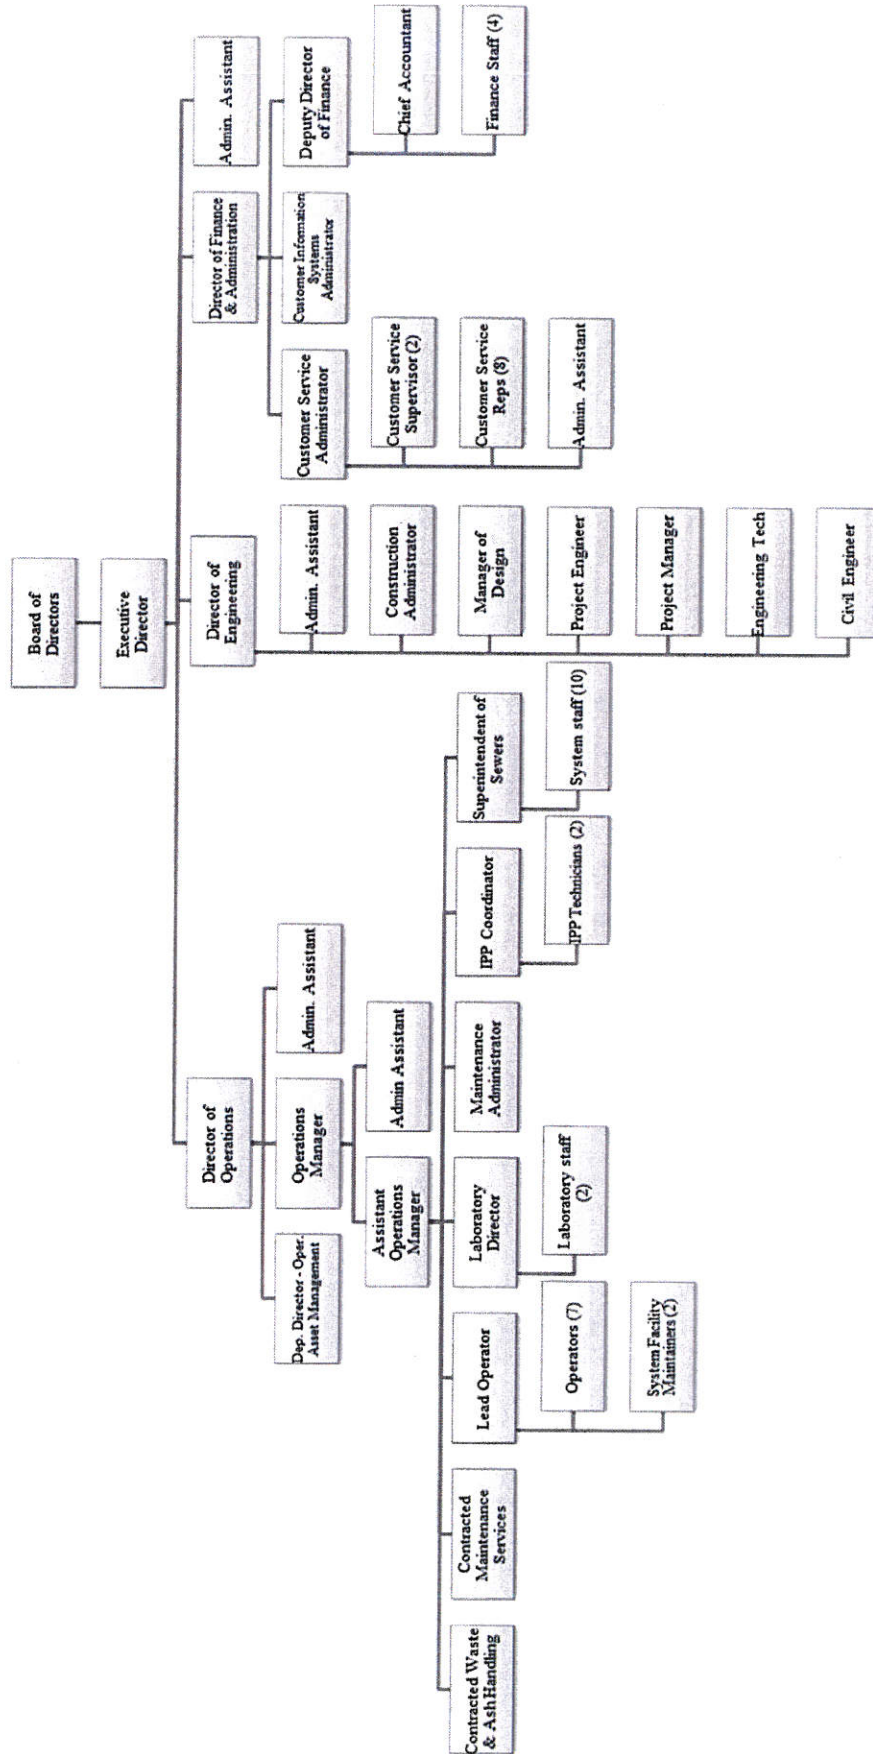 Board of
Directors
Executive
Director
Director of
Operations
Director of
Engineering
Director of Finance
& Administration
Admin. Assistant
Dep. Director - Oper.
Asset Management
Operations
Manager
Admin. Assistant
Assistant
Operations
Manager
Admin Assistant
Contracted Waste
& Ash Handling
Contracted
Maintenance
Services
Lead Operator
Operators (7)
System Facility
Maintainers (2)
Laboratory
Director
Laboratory staff
(2)
Maintenance
Administrator
IPP Coordinator
IPP Technicians (2)
Superintendent of
Sewers
System staff (10)
Admin. Assistant
Construction
Administrator
Manager of
Design
Project Engineer
Project Manager
Engineering Tech
Civil Engineer
Customer Service
Administrator
Customer Service
Supervisor (2)
Customer Service
Reps (8)
Admin. Assistant
Customer Information
Systems
Administrator
Deputy Director
of Finance
Chief Accountant
Finance Staff (4)